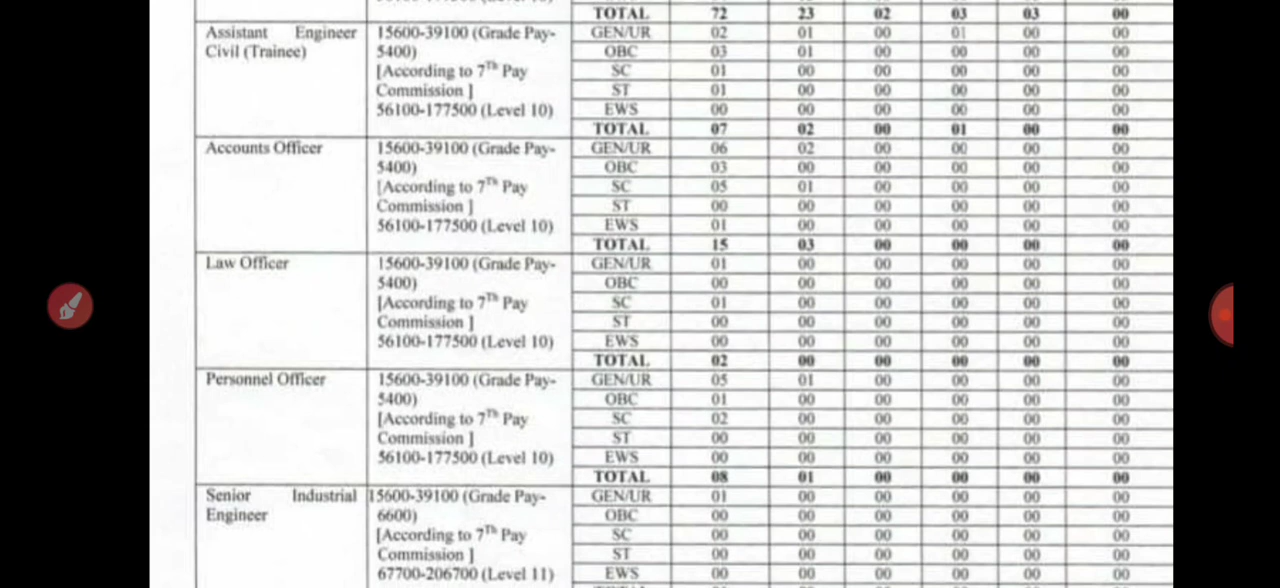 TOTAL 72 23 02 03 03 00
Assistant Engineer 15600-39100 (Grade Pay- GEN/UR 02 01 00 01 00 00
Civil (Trainee) 5400) OBC 03 01 00 00 00 00
[According to 7Th Pay SC 01 00 00 00 00 00
Commission ] ST 01 00 00 00 00 00
56100-177500 (Level 10) EWS 00 00 00 00 00 00
TOTAL 07 02 00 01 00 00
Accounts Officer 15600-39100 (Grade Pay- GEN/UR 06 02 00 00 00 00
5400) OBC 03 00 00 00 00 00
[According to 7Th Pay SC 05 01 00 00 00 00
Commission ] ST 00 00 00 00 00 00
56100-177500 (Level 10) EWS 01 00 00 00 00 00
TOTAL 15 03 00 00 00 00
Law Officer 15600-39100 (Grade Pay- GEN/UR 01 00 00 00 00 00
5400) OBC 00 00 00 00 00 00
[According to 7Th Pay SC 01 00 00 00 00 00
Commission ] ST 00 00 00 00 00 00
56100-177500 (Level 10) EWS 00 00 00 00 00 00
TOTAL 02 00 00 00 00 00
Personnel Officer 15600-39100 (Grade Pay- GEN/UR 05 01 00 00 00 00
5400) OBC 01 00 00 00 00 00
[According to 7Th Pay SC 02 00 00 00 00 00
Commission ] ST 00 00 00 00 00 00
56100-177500 (Level 10) EWS 00 00 00 00 00 00
TOTAL 08 01 00 00 00 00
Senior Industrial 15600-39100 (Grade Pay- GEN/UR 01 00 00 00 00 00
Engineer 6600) OBC 00 00 00 00 00 00
[According to 7Th Pay SC 00 00 00 00 00 00
Commission ] ST 00 00 00 00 00 00
67700-206700 (Level 11) EWS 00 00 00 00 00 00